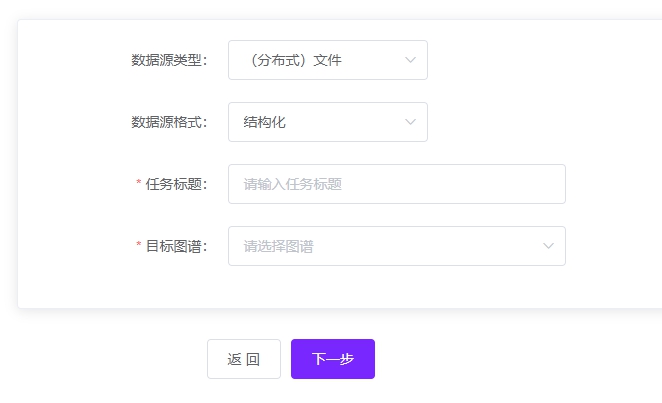 数据源类型： （分布式）文件
数据源格式： 结构化
* 任务标题： 请输入任务标题
* 目标图谱： 请选择图谱
返 回 下一步